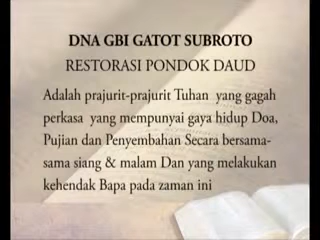 DNA GBI GATOT SUBROTO
RESTORASI PONDOK DAUD
Adalah prajurit-prajurit Tuhan yang gagah
perkasa yang mempunyai gaya hidup Doa,
Pujian dan Penyembahan Secara bersama-
sama siang & malam Dan yang melakukan
kehendak Bapa pada zaman ini